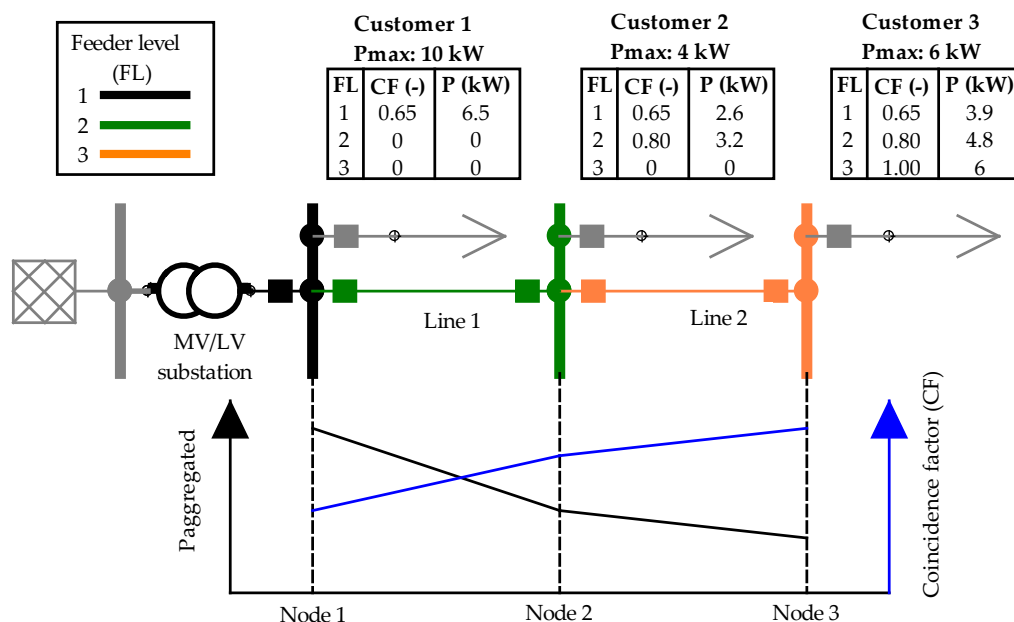 Feeder level
(FL)
1
2
3
Customer 1
Pmax: 10 kW
FL CF (-) P (kW)
1 0.65 6.5
2 0 0
3 0 0
Customer 2
Pmax: 4 kW
FL CF (-) P (kW)
1 0.65 2.6
2 0.80 3.2
3 0 0
Customer 3
Pmax: 6 kW
FL CF (-) P (kW)
1 0.65 3.9
2 0.80 4.8
3 1.00 6
MV/LV
substation
Line 1
Line 2
Paggregated
Coincidence factor (CF)
Node 1
Node 2
Node 3